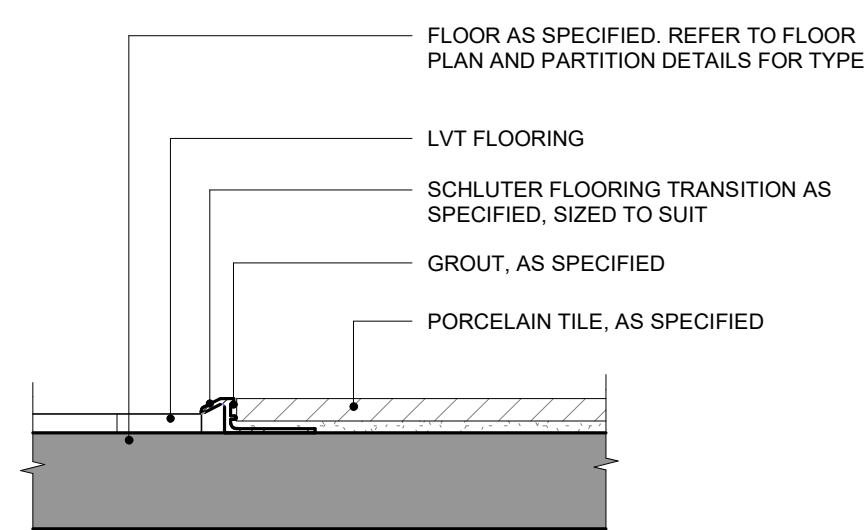 FLOOR AS SPECIFIED. REFER TO FLOOR
PLAN AND PARTITION DETAILS FOR TYPE
LVT FLOORING
SCHLUTER FLOORING TRANSITION AS
SPECIFIED, SIZED TO SUIT
GROUT, AS SPECIFIED
PORCELAIN TILE, AS SPECIFIED